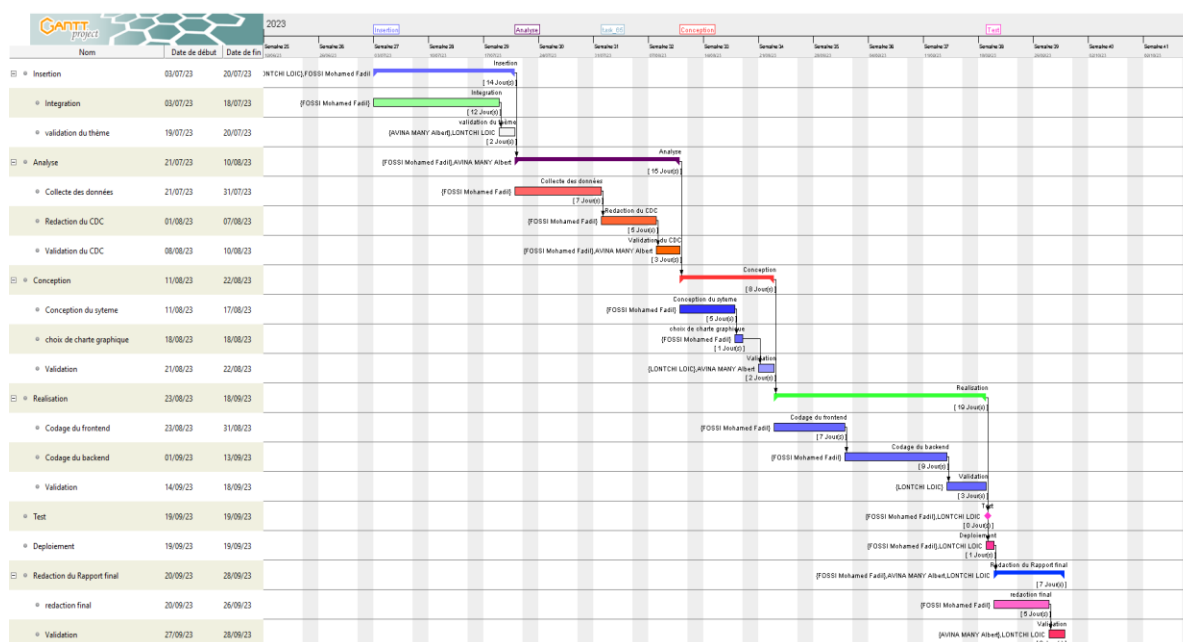 GANTT project
2023
Insertion Analyse task_66 Conception Test
Nom Date de début Date de fin
Semaine 25 Semaine 26 Semaine 27 Semaine 28 Semaine 29 Semaine 30 Semaine 31 Semaine 32 Semaine 33 Semaine 34 Semaine 35 Semaine 36 Semaine 37 Semaine 38 Semaine 39 Semaine 40 Semaine 41
Insertion
Insertion 03/07/23 20/07/23 ONTCHI LOIC],FOSSI Mohamed Fadil
[ 14 Jour(s) ]
Integration
Integration 03/07/23 18/07/23 {FOSSI Mohamed Fadil]
[ 12 Jour(s) ]
validation du thème
validation du thème 19/07/23 20/07/23 [AVINA MANY Albert],LONTCHI LOIC
[ 2 Jour(s) ]
Analyse
Analyse 21/07/23 10/08/23 {FOSSI Mohamed Fadil],AVINA MANY Albert
[ 15 Jour(s) ]
Collecte des données
Collecte des données 21/07/23 31/07/23 {FOSSI Mohamed Fadil]
[ 7 Jour(s) ]
Redaction du CDC
Redaction du CDC 01/08/23 07/08/23 {FOSSI Mohamed Fadil]
[ 5 Jour(s) ]
Validation du CDC
Validation du CDC 08/08/23 10/08/23 {FOSSI Mohamed Fadil],AVINA MANY Albert
[ 3 Jour(s) ]
Conception
Conception 11/08/23 22/08/23
[ 8 Jour(s) ]
Conception du syteme
Conception du syteme 11/08/23 17/08/23 {FOSSI Mohamed Fadil]
[ 5 Jour(s) ]
choix de charte graphique
choix de charte graphique 18/08/23 18/08/23 {FOSSI Mohamed Fadil]
[ 1 Jour(s) ]
Validation
Validation 21/08/23 22/08/23 [LONTCHI LOIC],AVINA MANY Albert
[ 2 Jour(s) ]
Realisation
Realisation 23/08/23 18/09/23
[ 19 Jour(s) ]
Codage du frontend
Codage du frontend 23/08/23 31/08/23 {FOSSI Mohamed Fadil]
[ 7 Jour(s) ]
Codage du backend
Codage du backend 01/09/23 13/09/23 {FOSSI Mohamed Fadil]
[ 9 Jour(s) ]
Validation
Validation 14/09/23 18/09/23 [LONTCHI LOIC]
[ 3 Jour(s) ]
Test
Test 19/09/23 19/09/23 {FOSSI Mohamed Fadil],LONTCHI LOIC
[ 0 Jour(s) ]
Deploiement
Deploiement 19/09/23 19/09/23 {FOSSI Mohamed Fadil],LONTCHI LOIC
[ 1 Jour(s) ]
Redaction du Rapport final
Redaction du Rapport final 20/09/23 28/09/23 {FOSSI Mohamed Fadil],AVINA MANY Albert,LONTCHI LOIC
[ 7 Jour(s) ]
redaction final
redaction final 20/09/23 26/09/23 {FOSSI Mohamed Fadil]
[ 5 Jour(s) ]
Validation
Validation 27/09/23 28/09/23 [AVINA MANY Albert],LONTCHI LOIC